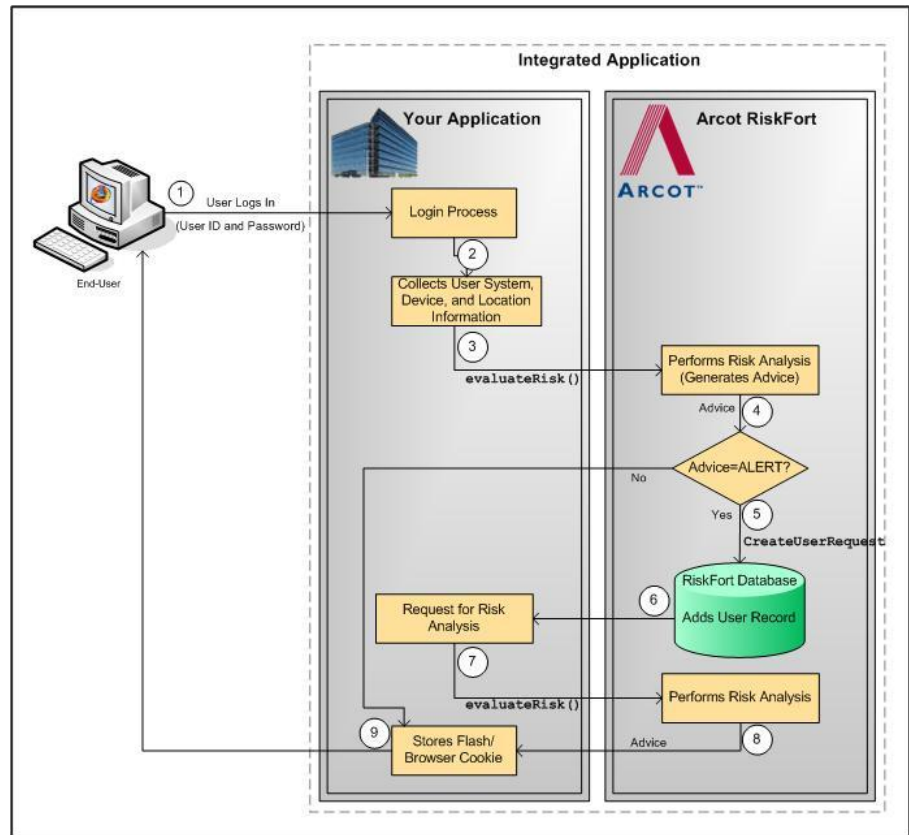 Integrated Application
Your Application
Arcot RiskFort
ARCOT™
1
User Logs In
(User ID and Password)
End-User
Login Process
2
Collects User System,
Device, and Location
Information
3
evaluateRisk()
Performs Risk Analysis
(Generates Advice)
Advice
4
Advice=ALERT?
No
Yes
5
CreateUserRequest
RiskFort Database
Adds User Record
6
Request for Risk
Analysis
7
evaluateRisk()
Performs Risk Analysis
8
Advice
9
Stores Flash/
Browser Cookie